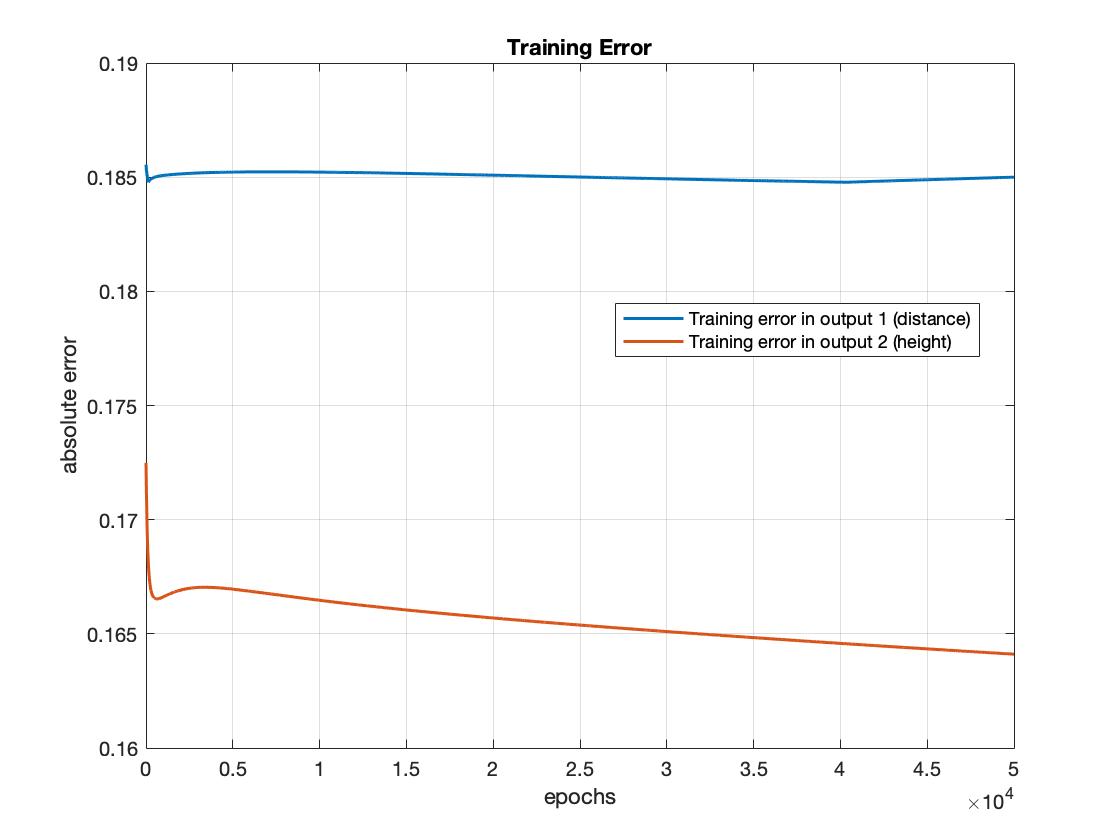 Training Error
0.19
0.185
0.18
0.175
0.17
0.165
0.16
absolute error
Training error in output 1 (distance)
Training error in output 2 (height)
0 0.5 1 1.5 2 2.5 3 3.5 4 4.5 5
epochs
×10⁴